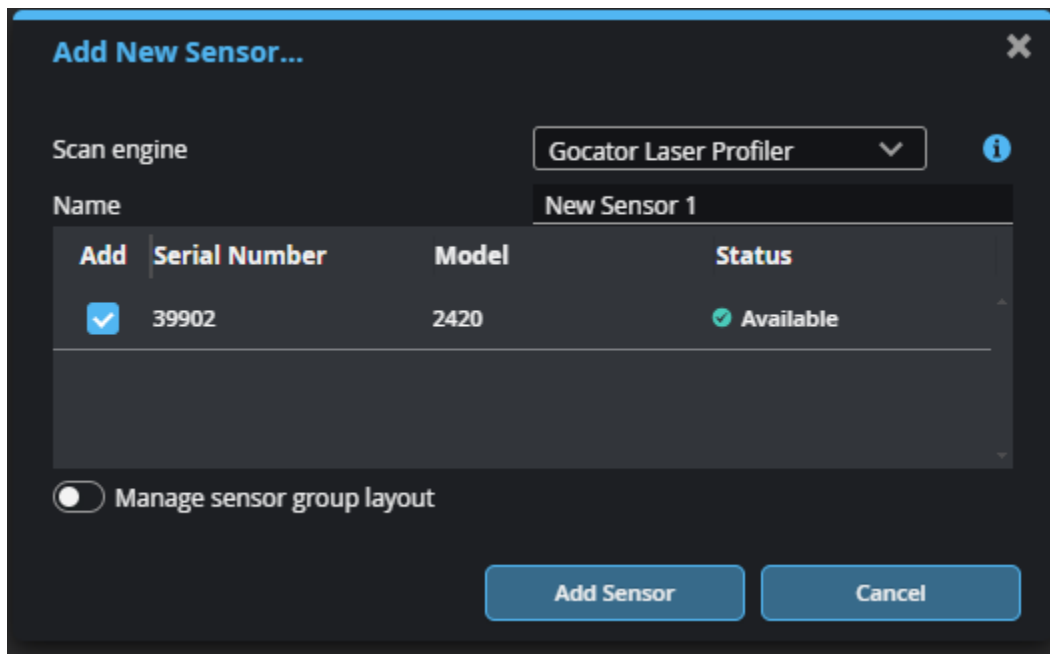 Add New Sensor...
Scan engine
Gocator Laser Profiler
Name
New Sensor 1
Add Serial Number Model Status
39902 2420 Available
Manage sensor group layout
Add Sensor Cancel